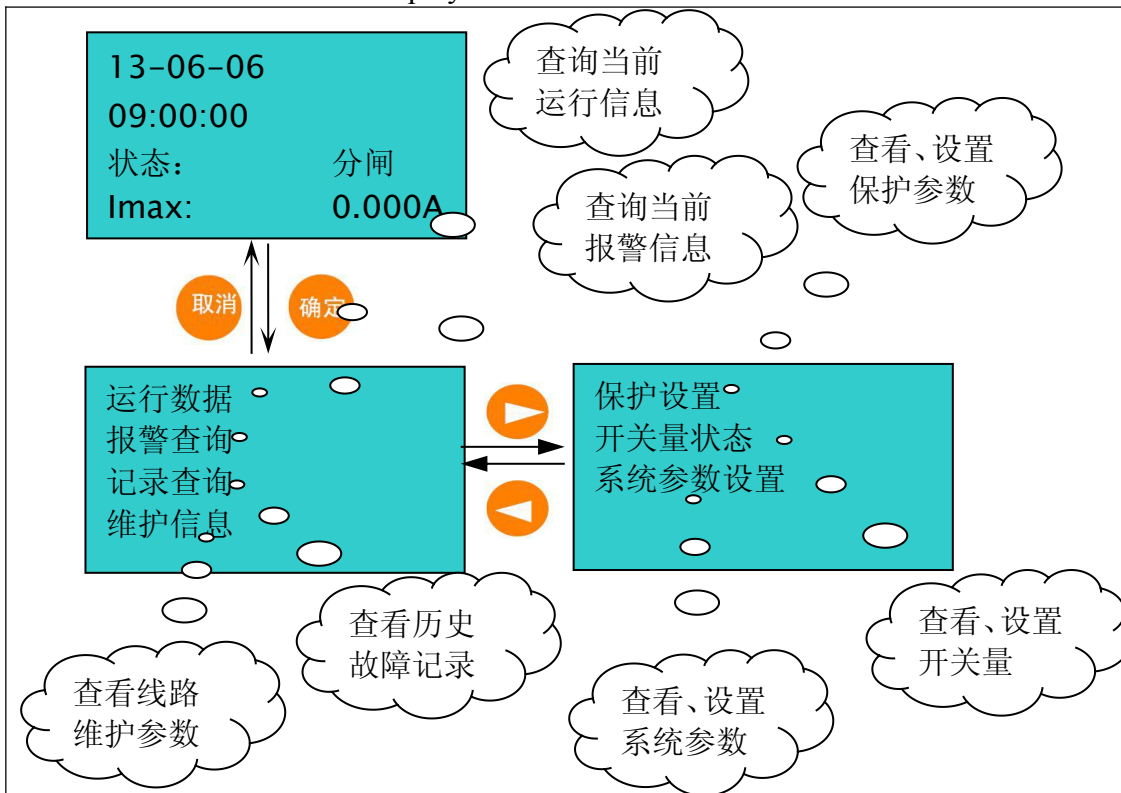 13-06-06
09:00:00
状态： 分闸
Imax: 0.000A
查询当前
运行信息
查看、设置
保护参数
查询当前
报警信息
取消
确定
运行数据
报警查询
记录查询
维护信息
保护设置
开关量状态
系统参数设置
查看历史
故障记录
查看、设置
开关量
查看线路
维护参数
查看、设置
系统参数